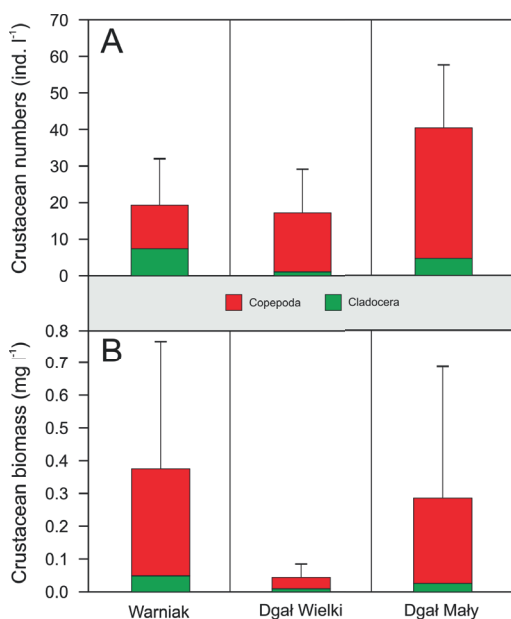 A
Crustacean numbers (ind. l⁻¹)
70
60
50
40
30
20
10
0
Copepoda Cladocera
B
Crustacean biomass (mg l⁻¹)
0.8
0.7
0.6
0.5
0.4
0.3
0.2
0.1
0.0
Warniak Dgał Wielki Dgał Mały